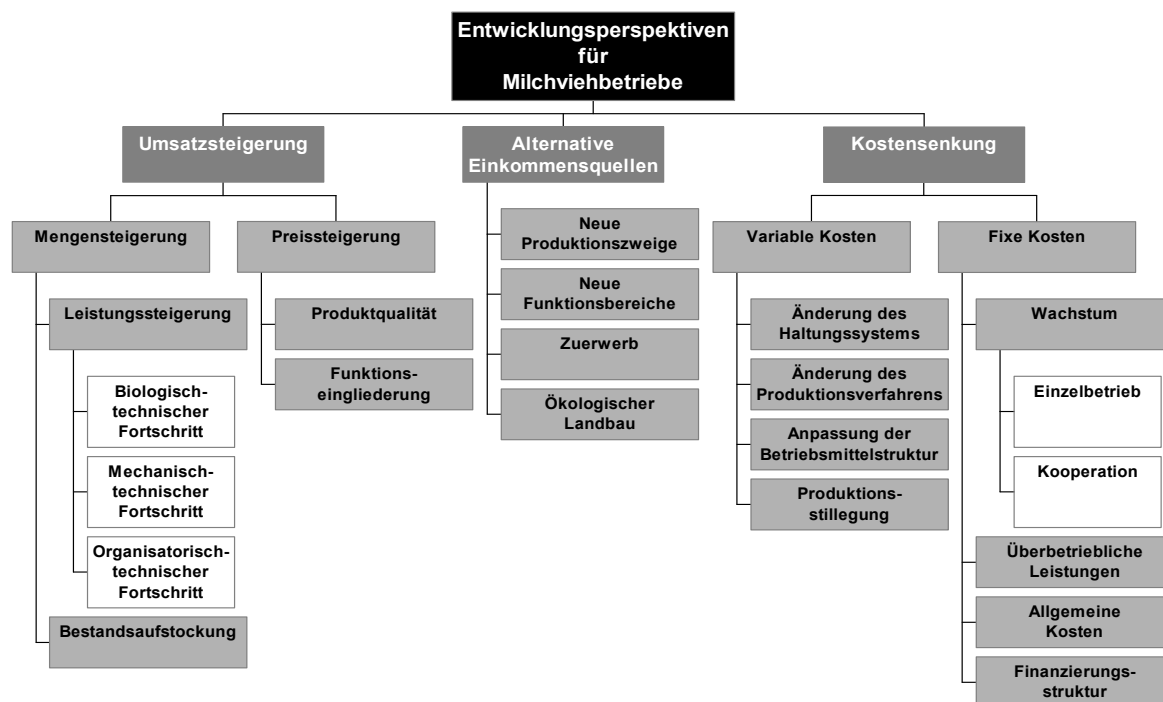 Entwicklungsperspektiven
für
Milchviehbetriebe
Umsatzsteigerung
Alternative
Einkommensquellen
Kostensenkung
Mengensteigerung
Preissteigerung
Neue
Produktionszweige
Variable Kosten
Fixe Kosten
Leistungssteigerung
Produktqualität
Neue
Funktionsbereiche
Änderung des
Haltungssystems
Wachstum
Funktions-
eingliederung
Zuerwerb
Änderung des
Produktionsverfahrens
Biologisch-
technischer
Fortschritt
Ökologischer
Landbau
Einzelbetrieb
Anpassung der
Betriebsmittelstruktur
Mechanisch-
technischer
Fortschritt
Kooperation
Produktions-
stillegung
Organisatorisch-
technischer
Fortschritt
Überbetriebliche
Leistungen
Bestandsaufstockung
Allgemeine
Kosten
Finanzierungs-
struktur